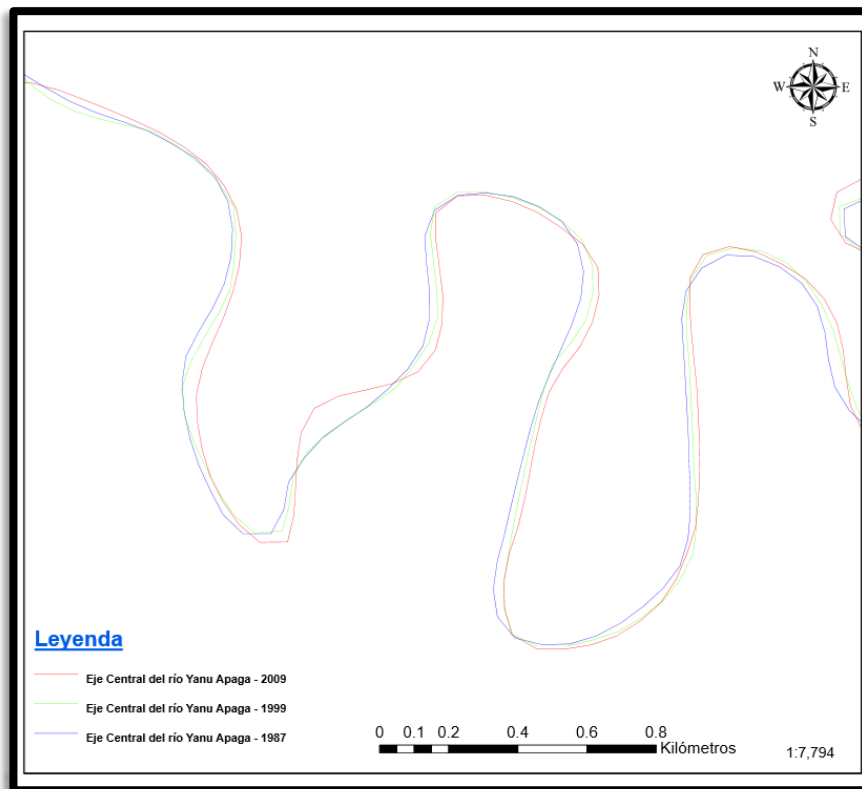 N
W E
S
Leyenda
Eje Central del río Yanu Apaga - 2009
Eje Central del río Yanu Apaga - 1999
Eje Central del río Yanu Apaga - 1987
0 0.1 0.2 0.4 0.6 0.8
Kilómetros
1:7,794